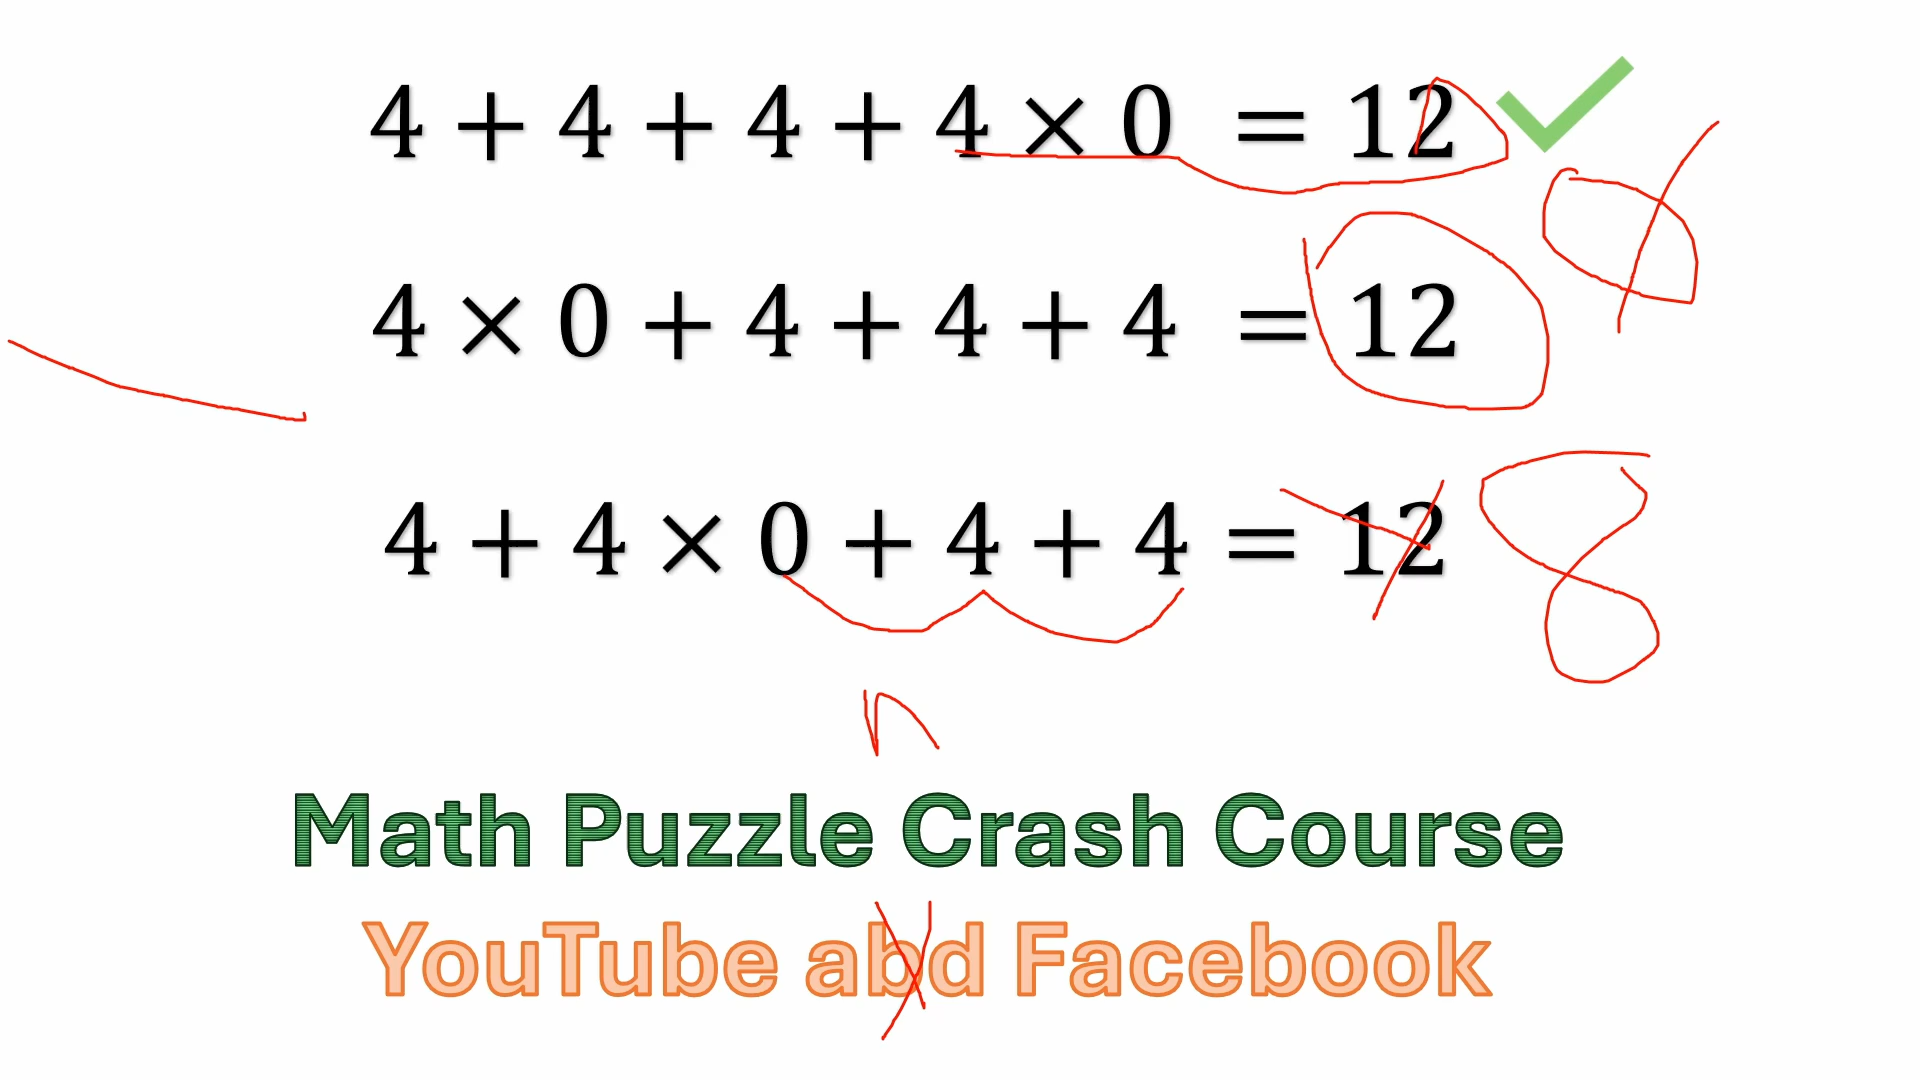 4 + 4 + 4 + 4 × 0 = 12
4 × 0 + 4 + 4 + 4 = 12
4 + 4 × 0 + 4 + 4 = 12 8
n
Math Puzzle Crash Course
YouTube abd Facebook